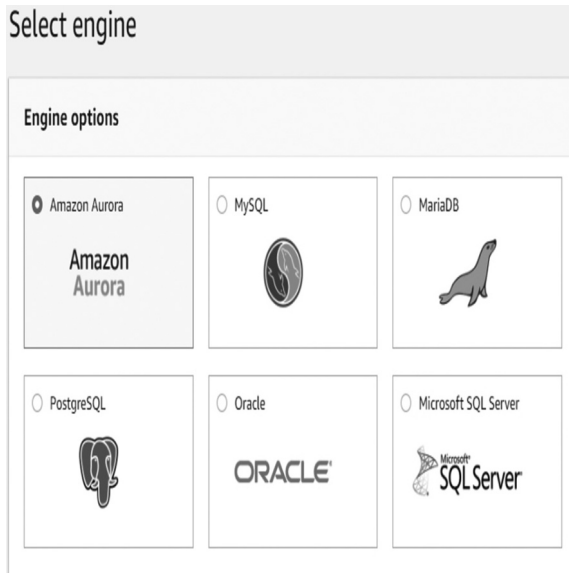 Select engine
Engine options
Amazon Aurora
MySQL
MariaDB
Amazon
Aurora
PostgreSQL
Oracle
Microsoft SQL Server
ORACLE
Microsoft
SQL Server